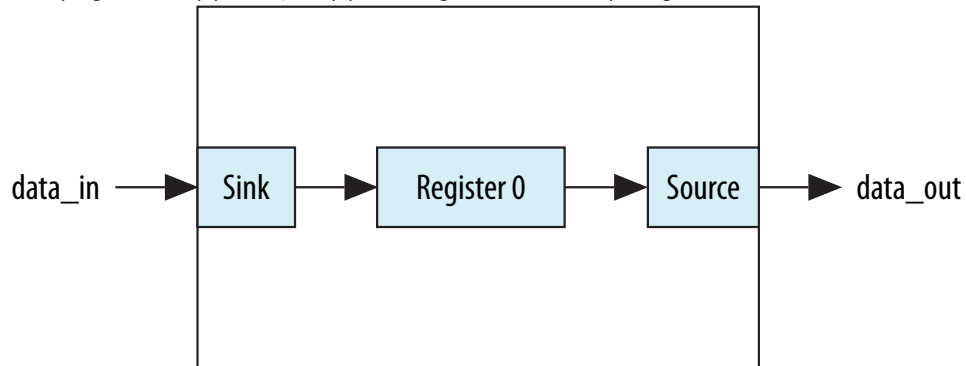 data_in
Sink
Register 0
Source
data_out